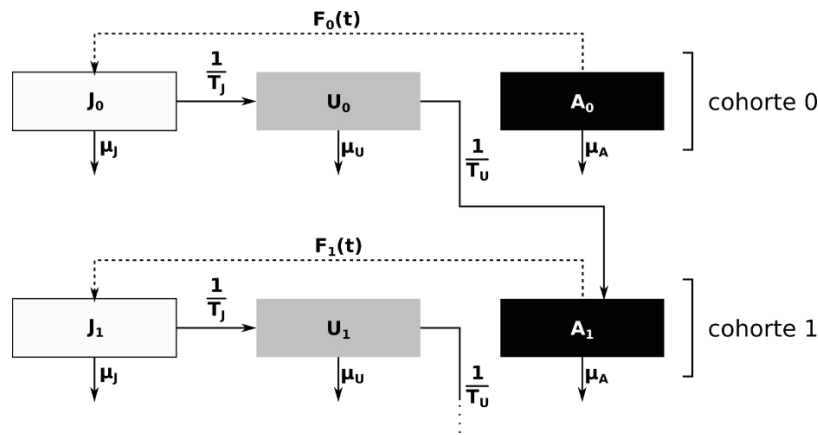 F₀(t)
1/T_J
J₀
U₀
A₀
cohorte 0
μ_J
μ_U
1/T_U
μ_A
F₁(t)
1/T_J
J₁
U₁
A₁
cohorte 1
μ_J
μ_U
1/T_U
μ_A